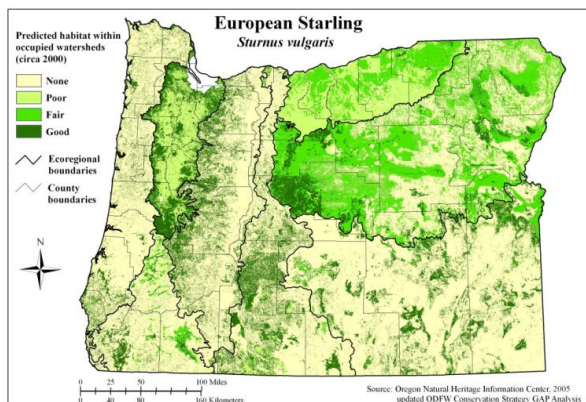 European Starling
Sturnus vulgaris
Predicted habitat within
occupied watersheds
(circa 2000)
None
Poor
Fair
Good
Ecoregional
boundaries
County
boundaries
N
0 25 50 100 Miles
0 40 80 160 Kilometers
Source: Oregon Natural Heritage Information Center, 2005
updated ODFW Conservation Strategy GAP Analysis